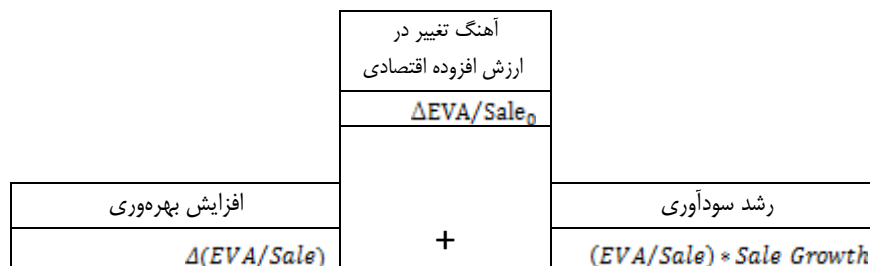 آهنگ تغییر در
ارزش افزوده اقتصادی
ΔEVA/Sale₀
رشد سودآوری
افزایش بهره‌وری
(EVA/Sale) * Sale Growth
+
Δ(EVA/Sale)